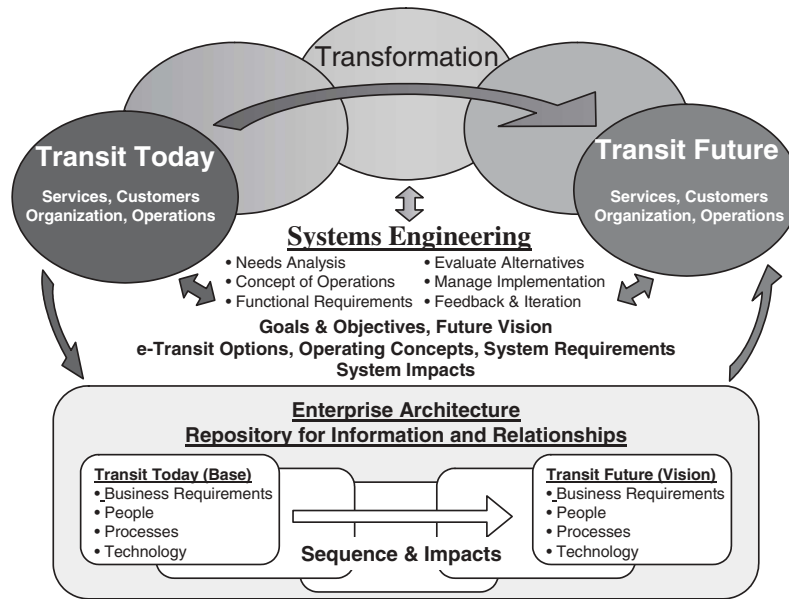 Transformation
Transit Today
Services, Customers
Organization, Operations
Transit Future
Services, Customers
Organization, Operations
Systems Engineering
• Needs Analysis
• Concept of Operations
• Functional Requirements
• Evaluate Alternatives
• Manage Implementation
• Feedback & Iteration
Goals & Objectives, Future Vision
e-Transit Options, Operating Concepts, System Requirements
System Impacts
Enterprise Architecture
Repository for Information and Relationships
Transit Today (Base)
• Business Requirements
• People
• Processes
• Technology
Sequence & Impacts
Transit Future (Vision)
• Business Requirements
• People
• Processes
• Technology